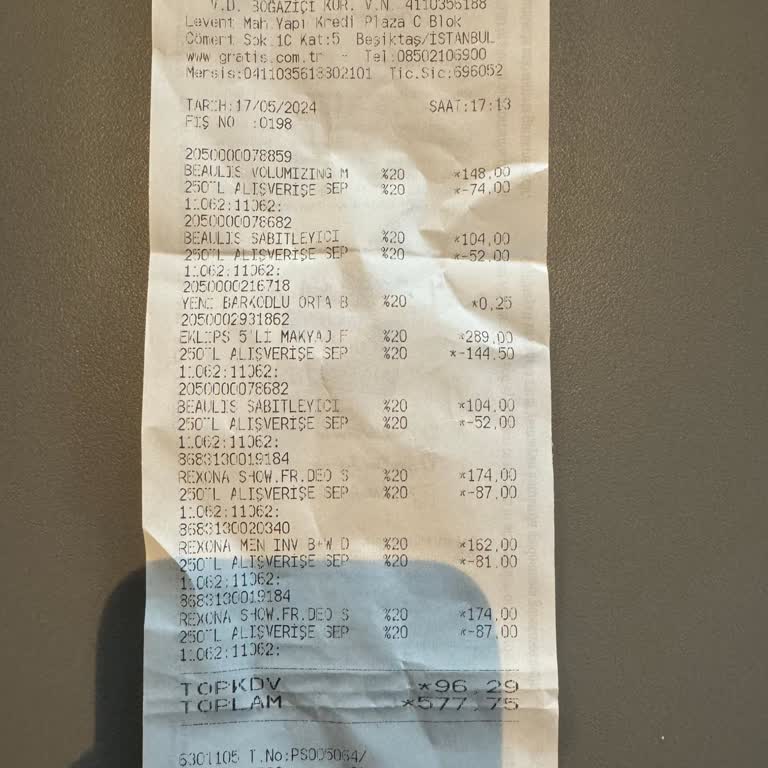 V.D. BOĞAZİÇİ KUR. V.N. 4110356188
Levent Mah.Yapı Kredi Plaza C Blok
Cömert Sok.1C Kat:5 Beşiktaş/İSTANBUL
www.gratis.com.tr - Tel:08502106900
Mersis:0411035618802101 Tic.Sic:696052
TARİH:17/05/2024 SAAT:17:13
FİŞ NO :0198
2050000078859
BEAULIS VOLUMIZING M %20 *148,00
250TL ALIŞVERİŞE SEP %20 *-74,00
11062:11062:
2050000078682
BEAULIS SABITLEYICI %20 *104,00
250TL ALIŞVERİŞE SEP %20 *-52,00
11062:11062:
2050000216718
YENİ BARKODLU ORTA B %20 *0,25
2050002931862
EKLIPS 5'Lİ MAKYAJ F %20 *289,00
250TL ALIŞVERİŞE SEP %20 *-144,50
11062:11062:
2050000078682
BEAULIS SABITLEYICI %20 *104,00
250TL ALIŞVERİŞE SEP %20 *-52,00
11062:11062:
8683130019184
REXONA SHOW.FR.DEO S %20 *174,00
250TL ALIŞVERİŞE SEP %20 *-87,00
11062:11062:
8683130020340
REXONA MEN INV B+W D %20 *162,00
250TL ALIŞVERİŞE SEP %20 *-81,00
11062:11062:
8683130019184
REXONA SHOW.FR.DEO S %20 *174,00
250TL ALIŞVERİŞE SEP %20 *-87,00
11062:11062:
TOPKDV *96,29
TOPLAM *577,75
6301105 T.No:PS005064/